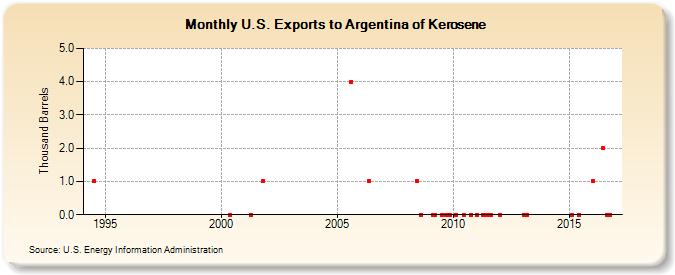 Monthly U.S. Exports to Argentina of Kerosene
Thousand Barrels
5.0
4.0
3.0
2.0
1.0
0.0
1995 2000 2005 2010 2015
Source: U.S. Energy Information Administration